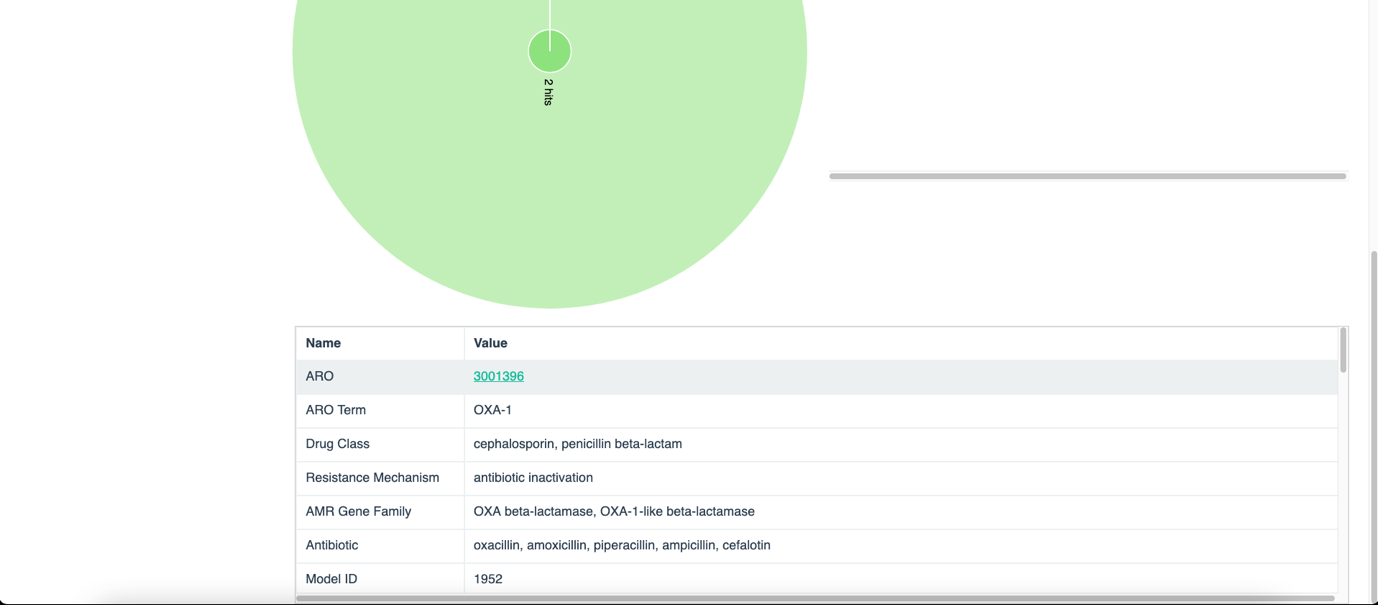 2 hits
Name Value
ARO 3001396
ARO Term OXA-1
Drug Class cephalosporin, penicillin beta-lactam
Resistance Mechanism antibiotic inactivation
AMR Gene Family OXA beta-lactamase, OXA-1-like beta-lactamase
Antibiotic oxacillin, amoxicillin, piperacillin, ampicillin, cefalotin
Model ID 1952